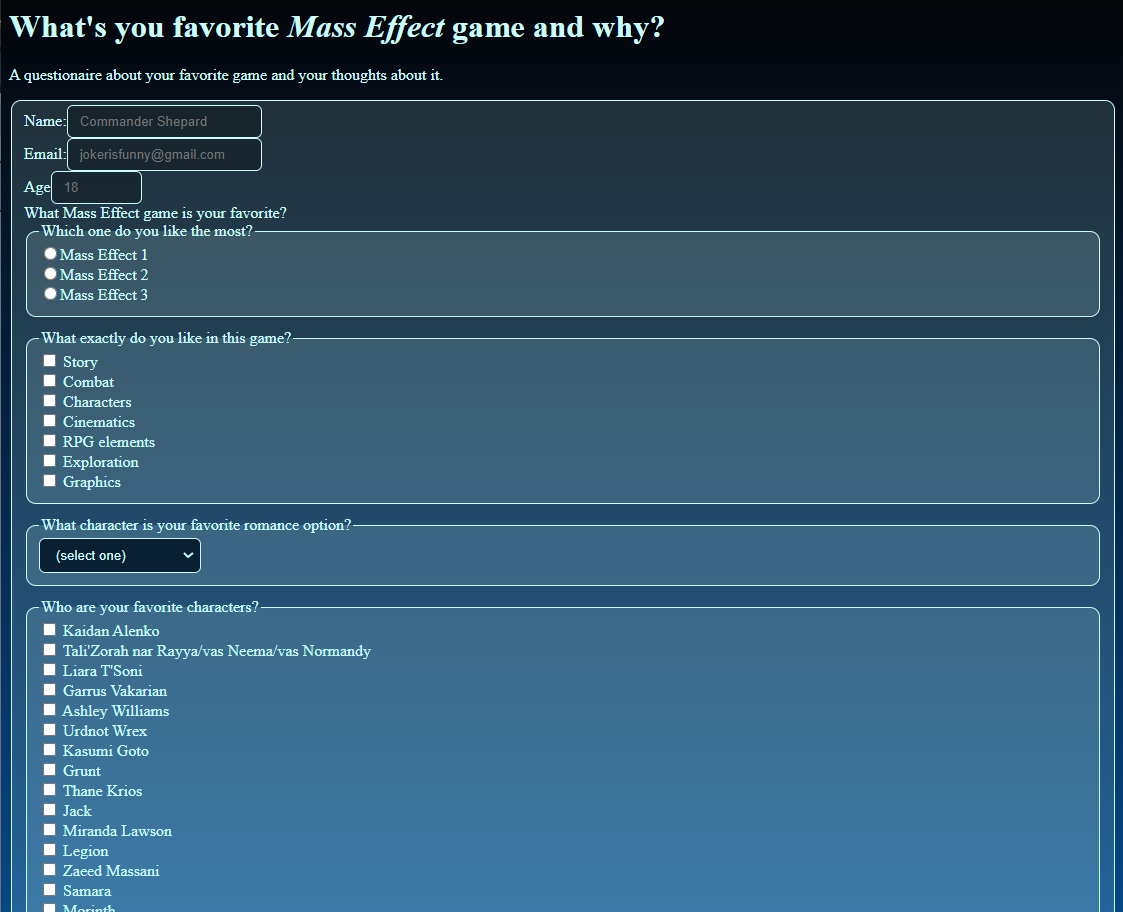 What's you favorite Mass Effect game and why?
A questionaire about your favorite game and your thoughts about it.
Name: Commander Shepard
Email: jokerisfunny@gmail.com
Age 18
What Mass Effect game is your favorite?
Which one do you like the most?
Mass Effect 1
Mass Effect 2
Mass Effect 3
What exactly do you like in this game?
Story
Combat
Characters
Cinematics
RPG elements
Exploration
Graphics
What character is your favorite romance option?
(select one)
Who are your favorite characters?
Kaidan Alenko
Tali'Zorah nar Rayya/vas Neema/vas Normandy
Liara T'Soni
Garrus Vakarian
Ashley Williams
Urdnot Wrex
Kasumi Goto
Grunt
Thane Krios
Jack
Miranda Lawson
Legion
Zaeed Massani
Samara
Morinth